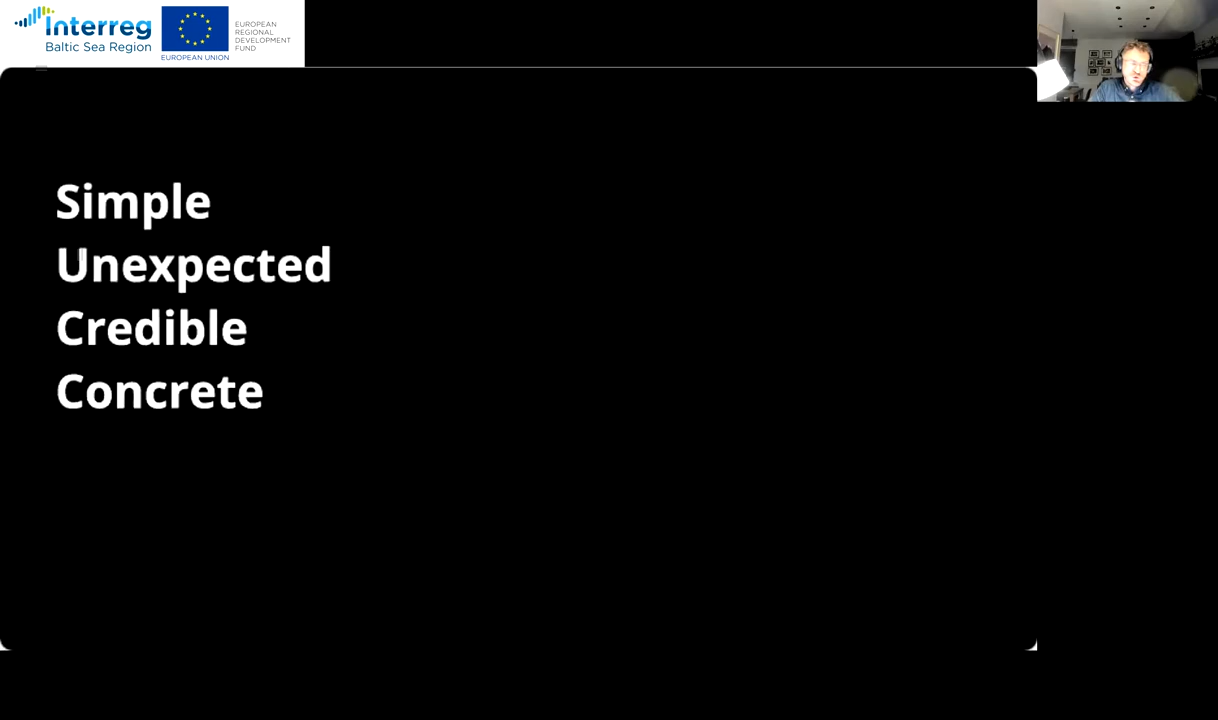 Interreg
Baltic Sea Region
EUROPEAN UNION
EUROPEAN
REGIONAL
DEVELOPMENT
FUND
Simple
Unexpected
Credible
Concrete